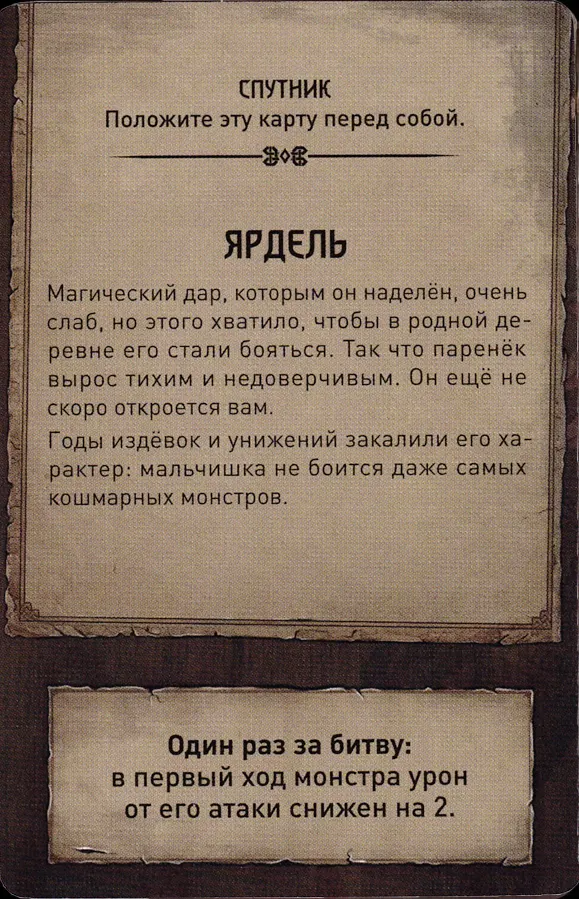 СПУТНИК
Положите эту карту перед собой.
ЯРДЕЛЬ
Магический дар, которым он наделён, очень
слаб, но этого хватило, чтобы в родной де-
ревне его стали бояться. Так что паренёк
вырос тихим и недоверчивым. Он ещё не
скоро откроется вам.
Годы издёвок и унижений закалили его ха-
рактер: мальчишка не боится даже самых
кошмарных монстров.
Один раз за битву:
в первый ход монстра урон
от его атаки снижен на 2.